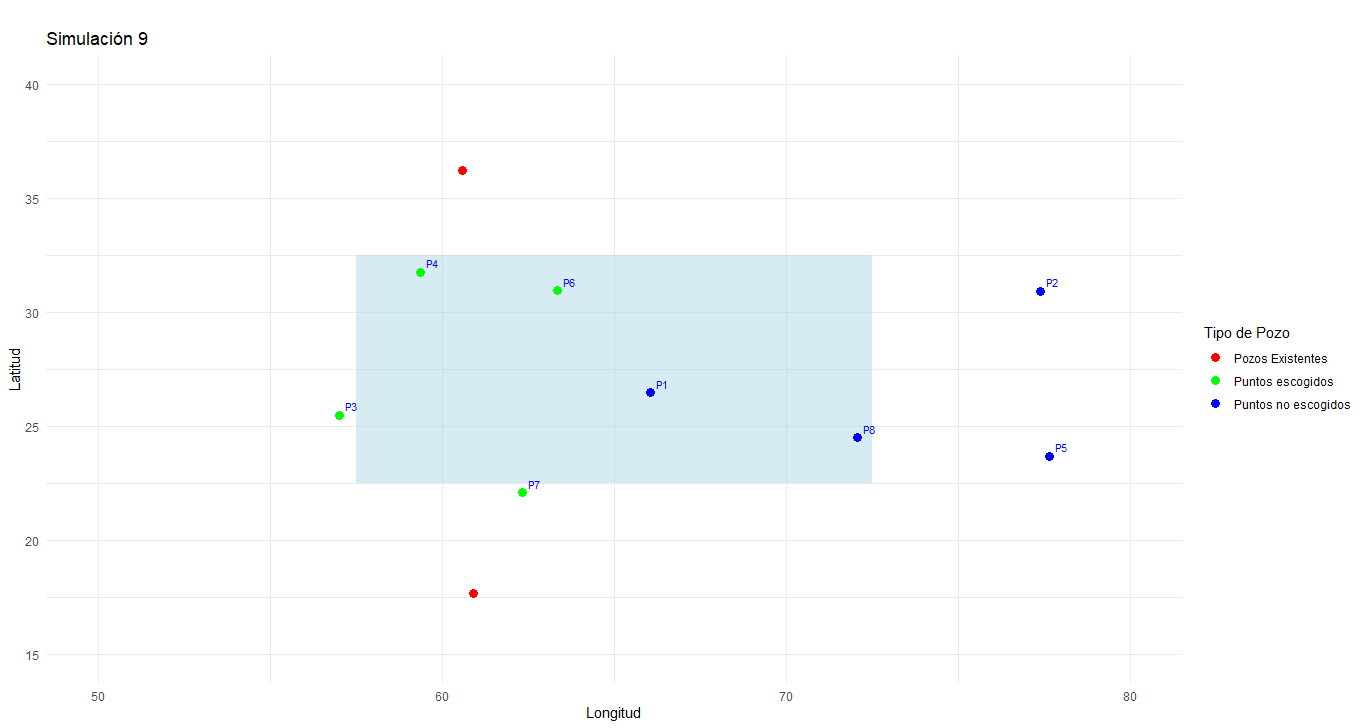 Simulación 9
40
35
30
25
20
15
Latitud
P4
P6
P2
P1
P3
P8
P5
P7
50 60 70 80
Longitud
Tipo de Pozo
Pozos Existentes
Puntos escogidos
Puntos no escogidos